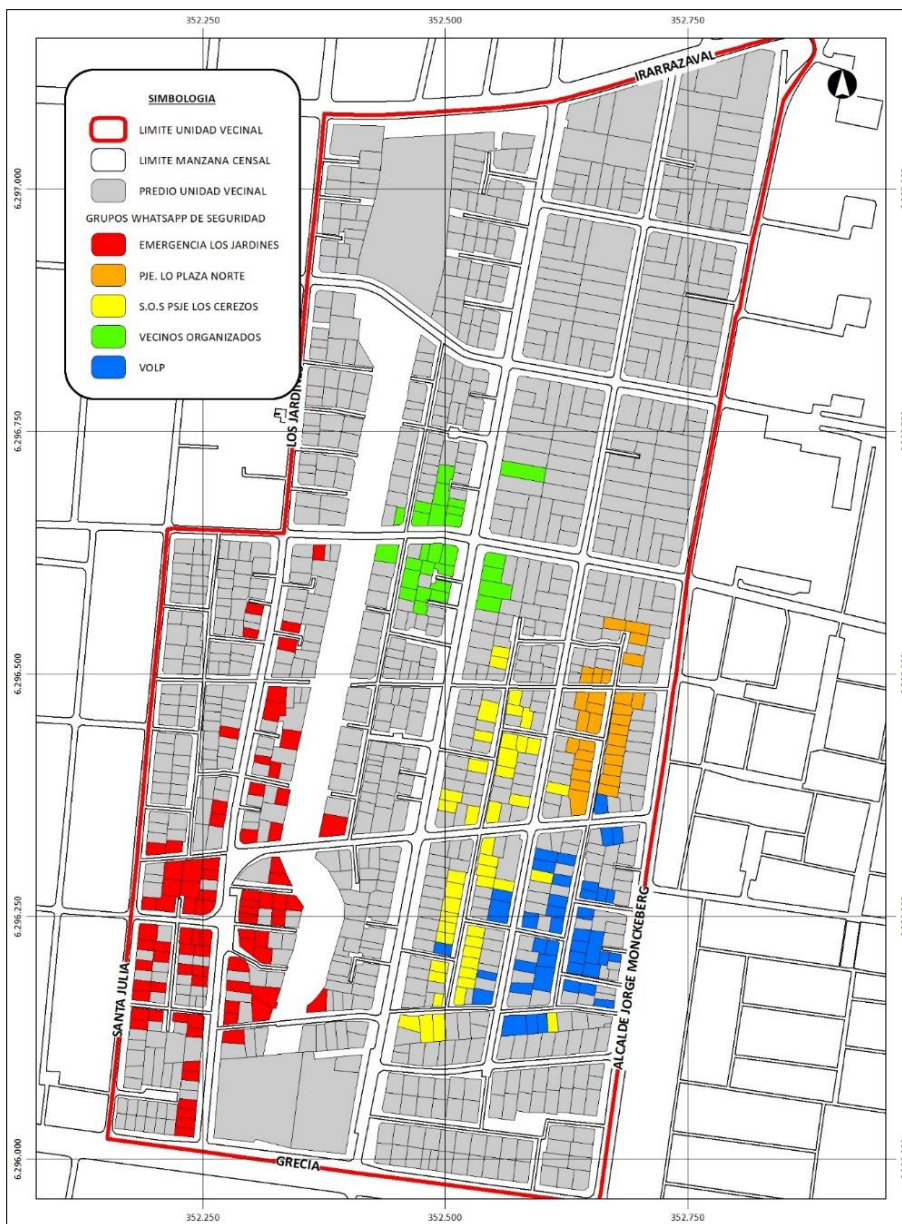 352.250
352.500
352.750
IRARRAZAVAL
SIMBOLOGIA
LIMITE UNIDAD VECINAL
LIMITE MANZANA CENSAL
PREDIO UNIDAD VECINAL
GRUPOS WHATSAPP DE SEGURIDAD
EMERGENCIA LOS JARDINES
PJE. LO PLAZA NORTE
S.O.S PSJE LOS CEREZOS
VECINOS ORGANIZADOS
VOLP
6.297.000
6.296.750
LOS JARDINES
6.296.500
6.296.250
SANTA JULIA
ALCALDE JORGE MONCKEBERG
6.296.000
GRECIA
352.250
352.500
352.750